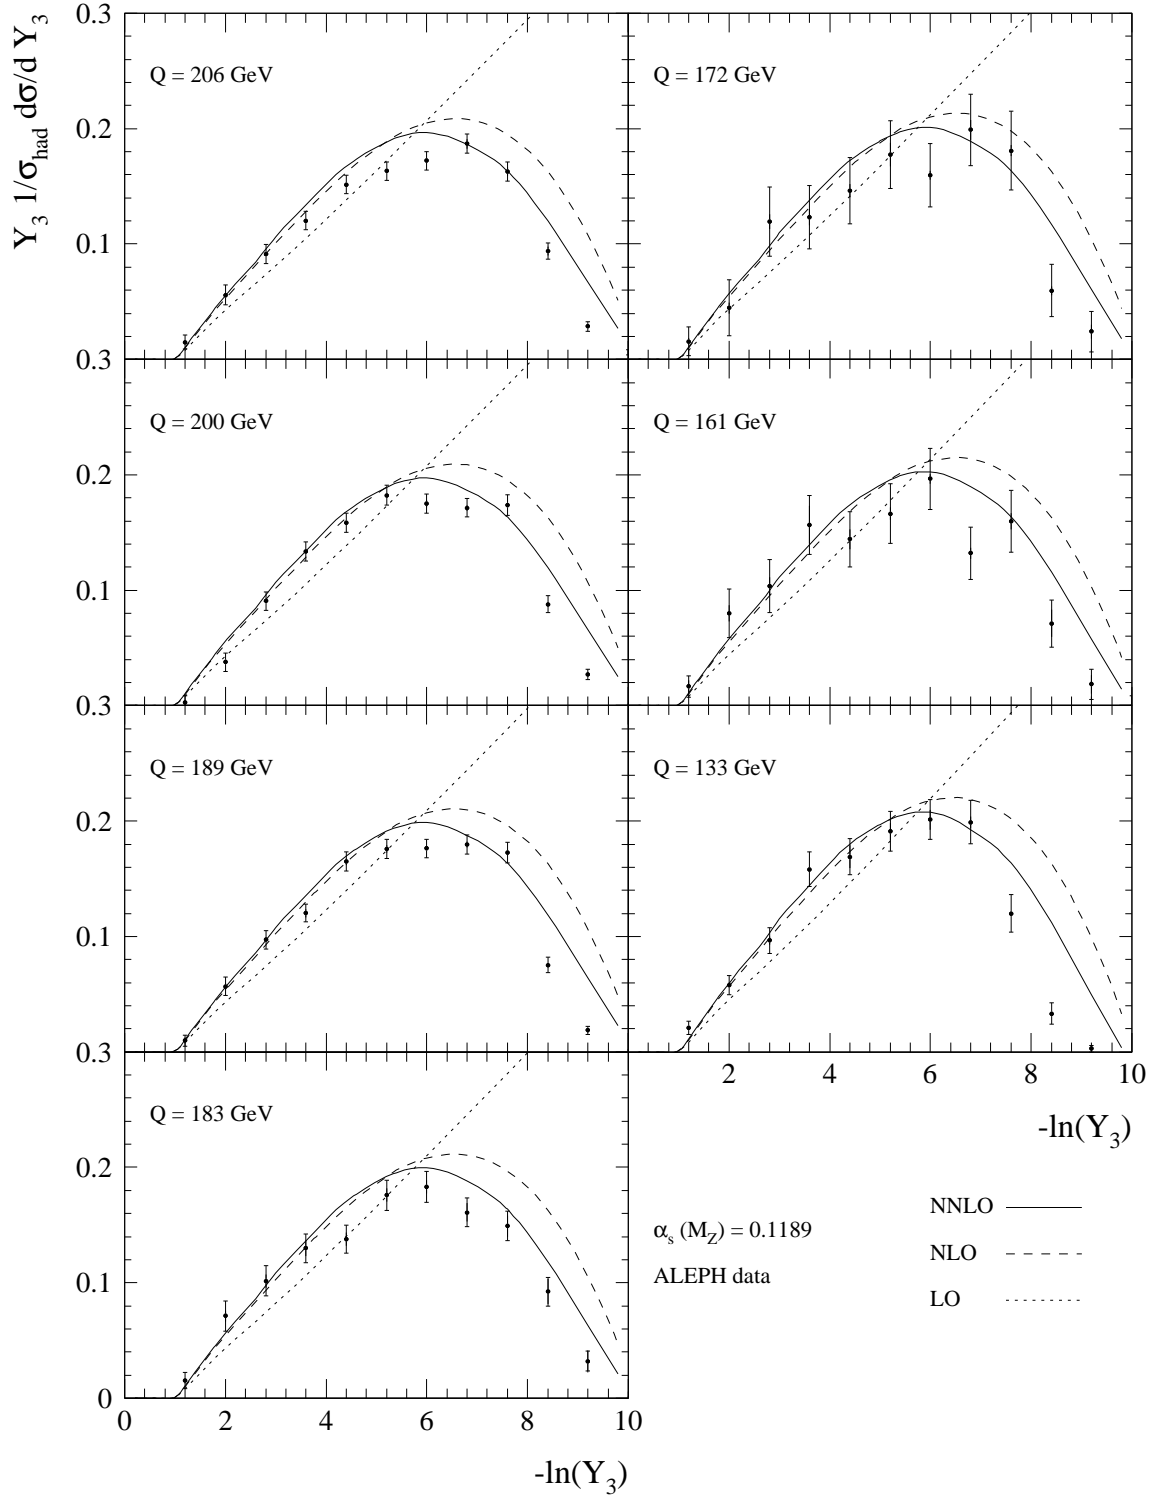 Y3 1/σhad dσ/d Y3
0.3
Q = 206 GeV
Q = 172 GeV
0.2
0.1
0.3
Q = 200 GeV
Q = 161 GeV
0.2
0.1
0.3
Q = 189 GeV
Q = 133 GeV
0.2
0.1
0.3
2 4 6 8 10
-ln(Y3)
Q = 183 GeV
0.2
0.1
0
0 2 4 6 8 10
-ln(Y3)
αs (MZ) = 0.1189
ALEPH data
NNLO
NLO
LO